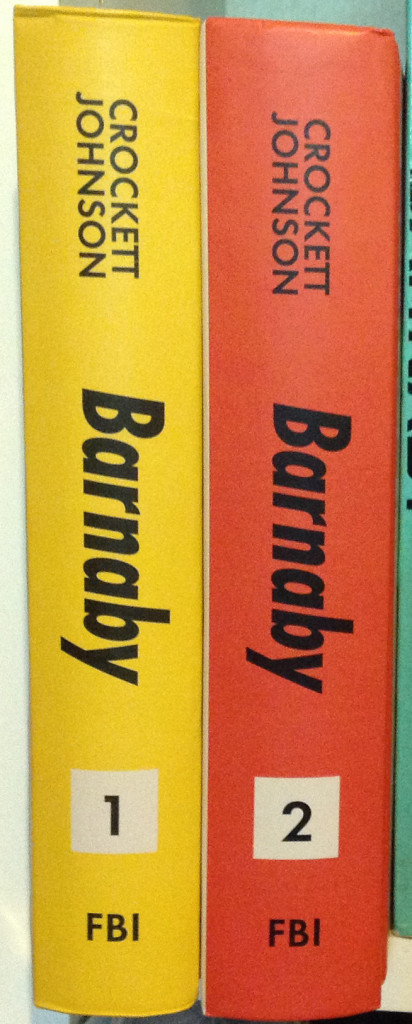 CROCKETT
JOHNSON
Barnaby
1
FBI
CROCKETT
JOHNSON
Barnaby
2
FBI